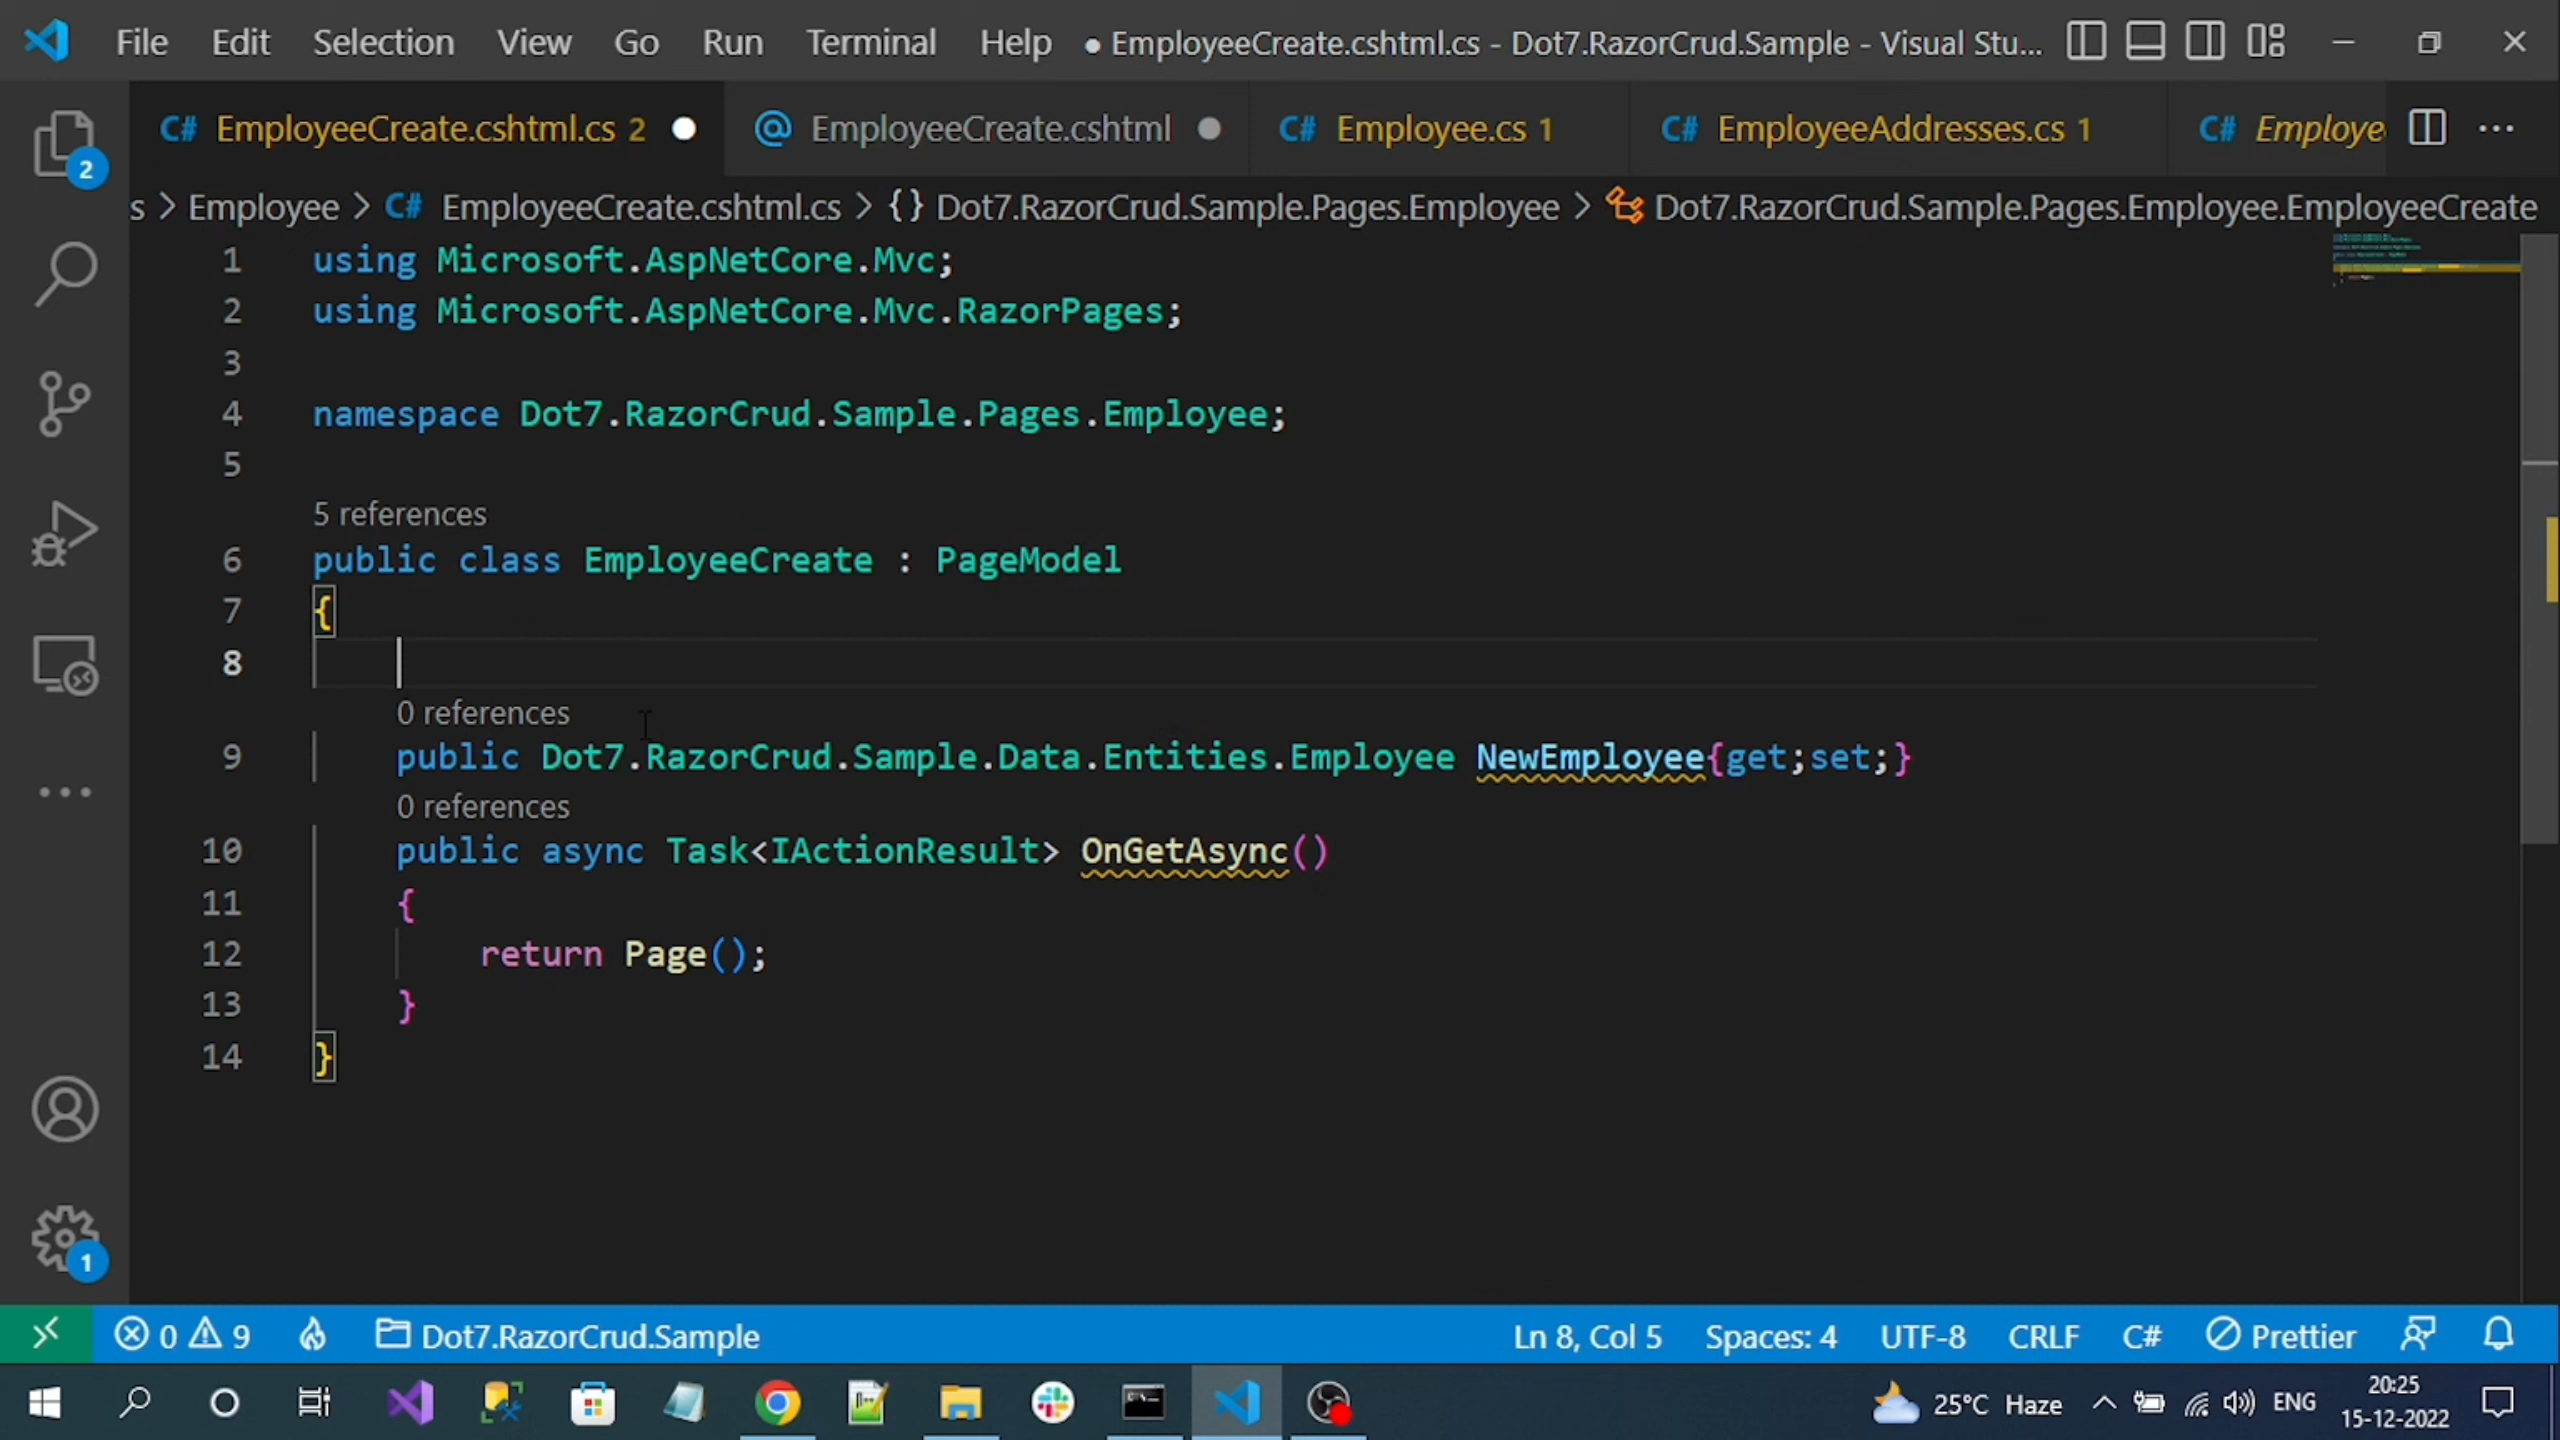 File Edit Selection View Go Run Terminal Help ● EmployeeCreate.cshtml.cs - Dot7.RazorCrud.Sample - Visual Stu...
C# EmployeeCreate.cshtml.cs 2 EmployeeCreate.cshtml C# Employee.cs 1 C# EmployeeAddresses.cs 1 C# Employe
s > Employee > C# EmployeeCreate.cshtml.cs > {} Dot7.RazorCrud.Sample.Pages.Employee > Dot7.RazorCrud.Sample.Pages.Employee.EmployeeCreate
1 using Microsoft.AspNetCore.Mvc;
2 using Microsoft.AspNetCore.Mvc.RazorPages;
3
4 namespace Dot7.RazorCrud.Sample.Pages.Employee;
5
5 references
6 public class EmployeeCreate : PageModel
7 {
8
0 references
9 public Dot7.RazorCrud.Sample.Data.Entities.Employee NewEmployee{get;set;}
0 references
10 public async Task<IActionResult> OnGetAsync()
11 {
12 return Page();
13 }
14 }
2
1
0 9 Dot7.RazorCrud.Sample Ln 8, Col 5 Spaces: 4 UTF-8 CRLF C# Prettier
25°C Haze ENG 20:25
15-12-2022